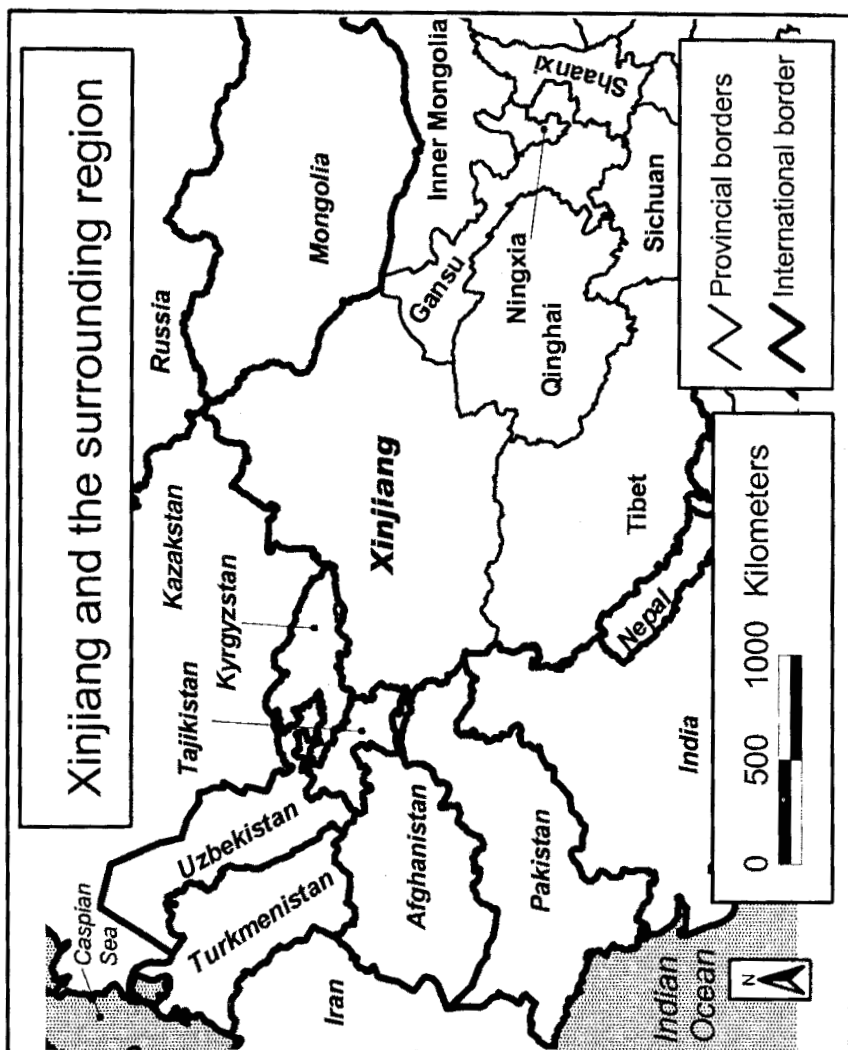 Xinjiang and the surrounding region
Caspian
Sea
Russia
Kazakstan
Mongolia
Inner Mongolia
Uzbekistan
Tajikistan
Kyrgyzstan
Turkmenistan
Xinjiang
Gansu
Shaanxi
Ningxia
Iran
Afghanistan
Qinghai
Pakistan
Tibet
Sichuan
Nepal
India
Indian
Ocean
N
0 500 1000 Kilometers
Provincial borders
International border